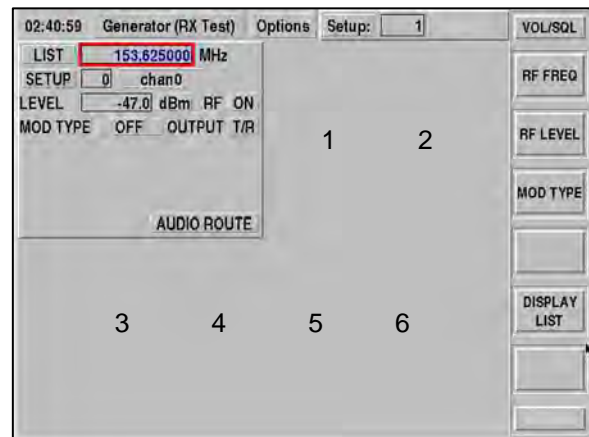 02:40:59 Generator (RX Test) Options Setup: 1
LIST 153.625000 MHz
SETUP 0 chan0
LEVEL -47.0 dBm RF ON
MOD TYPE OFF OUTPUT T/R
AUDIO ROUTE
1 2
3 4 5 6
VOL/SQL
RF FREQ
RF LEVEL
MOD TYPE
DISPLAY
LIST